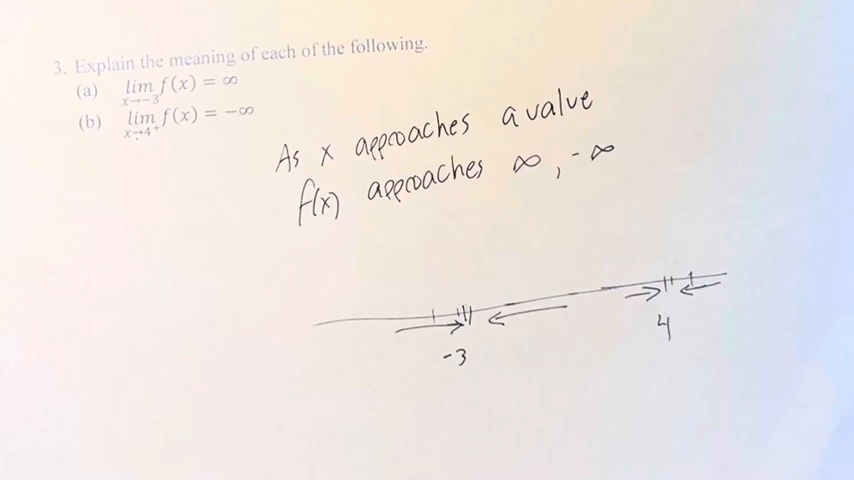 3. Explain the meaning of each of the following.
(a) lim x→−3 f(x) = ∞
(b) lim x→4⁺ f(x) = −∞
As x approaches a value
f(x) approaches ∞, -∞
-3 4